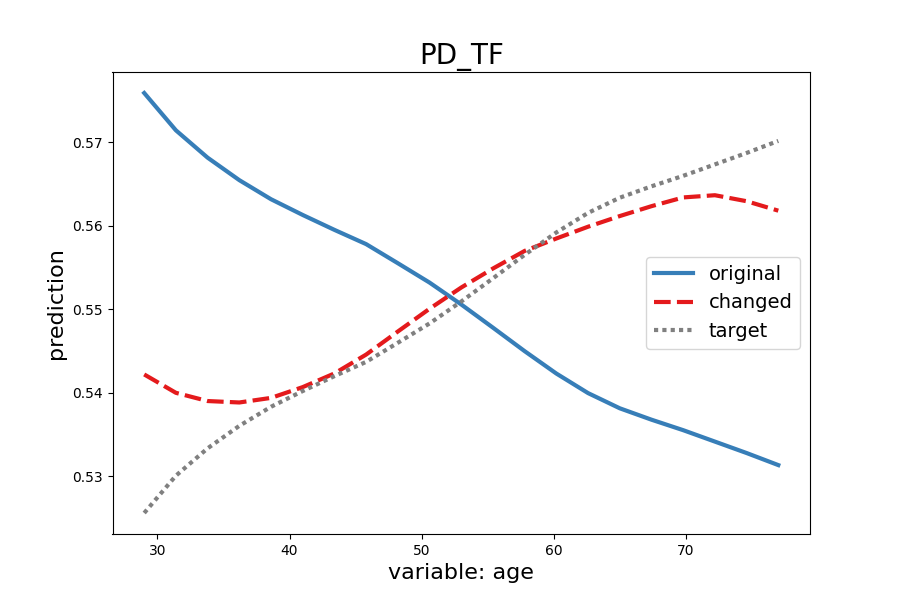 PD_TF
prediction
0.57
0.56
0.55
0.54
0.53
original
changed
target
30 40 50 60 70
variable: age